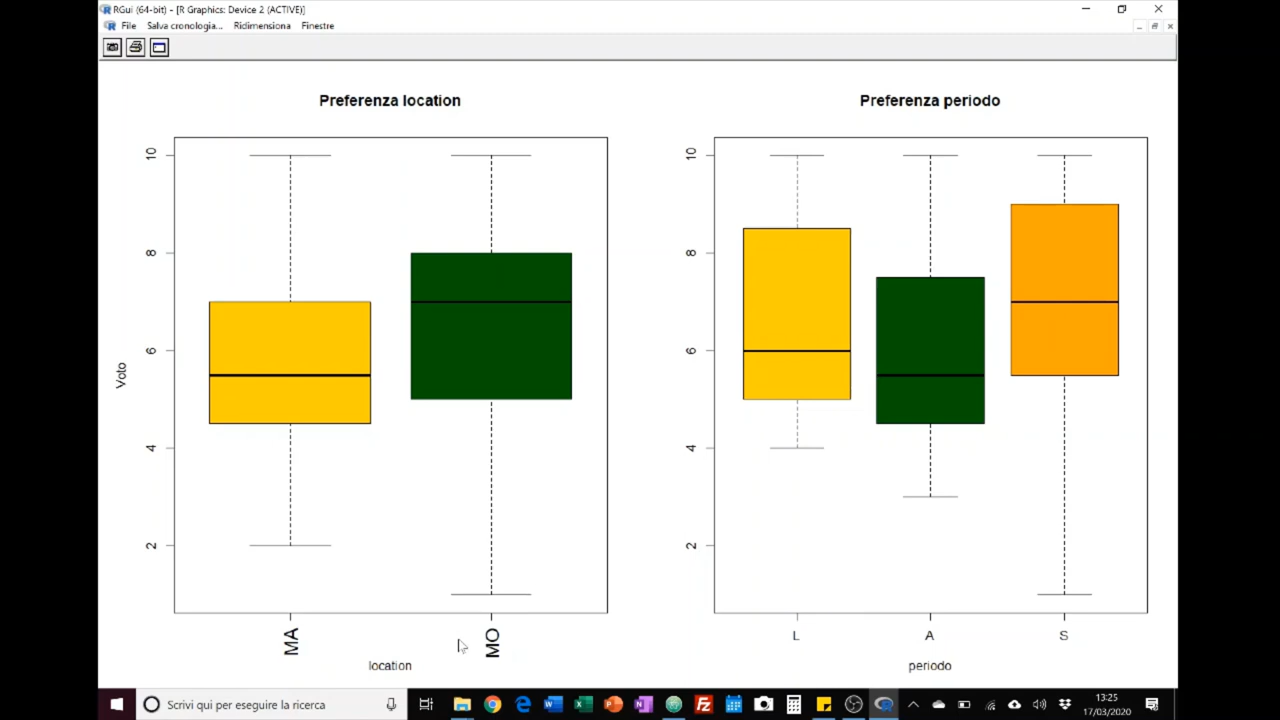 RGui (64-bit) - [R Graphics: Device 2 (ACTIVE)]
File Salva cronologia... Ridimensiona Finestre
Preferenza location
Preferenza periodo
Voto
10
8
6
4
2
MA
MO
location
10
8
6
4
2
L A S
periodo
Scrivi qui per eseguire la ricerca
13:25
17/03/2020